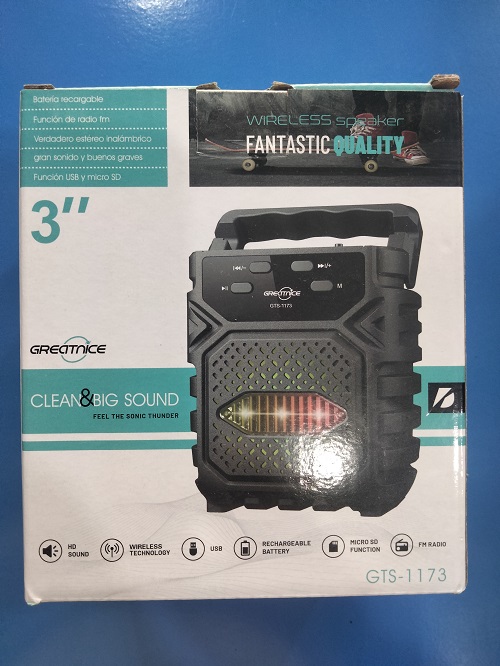 Batería recargable
Función de radio fm
Verdadero estéreo inalámbrico
gran sonido y buenos graves
Función USB y micro SD
WIRELESS speaker
FANTASTIC QUALITY
3"
I◀◀/-
▶▶I/+
▶II
GREATNICE
M
GTS-1173
GREATNICE
CLEAN&BIG SOUND
FEEL THE SONIC THUNDER
HD SOUND
WIRELESS TECHNOLOGY
USB
RECHARGEABLE BATTERY
MICRO SD FUNCTION
FM RADIO
GTS-1173